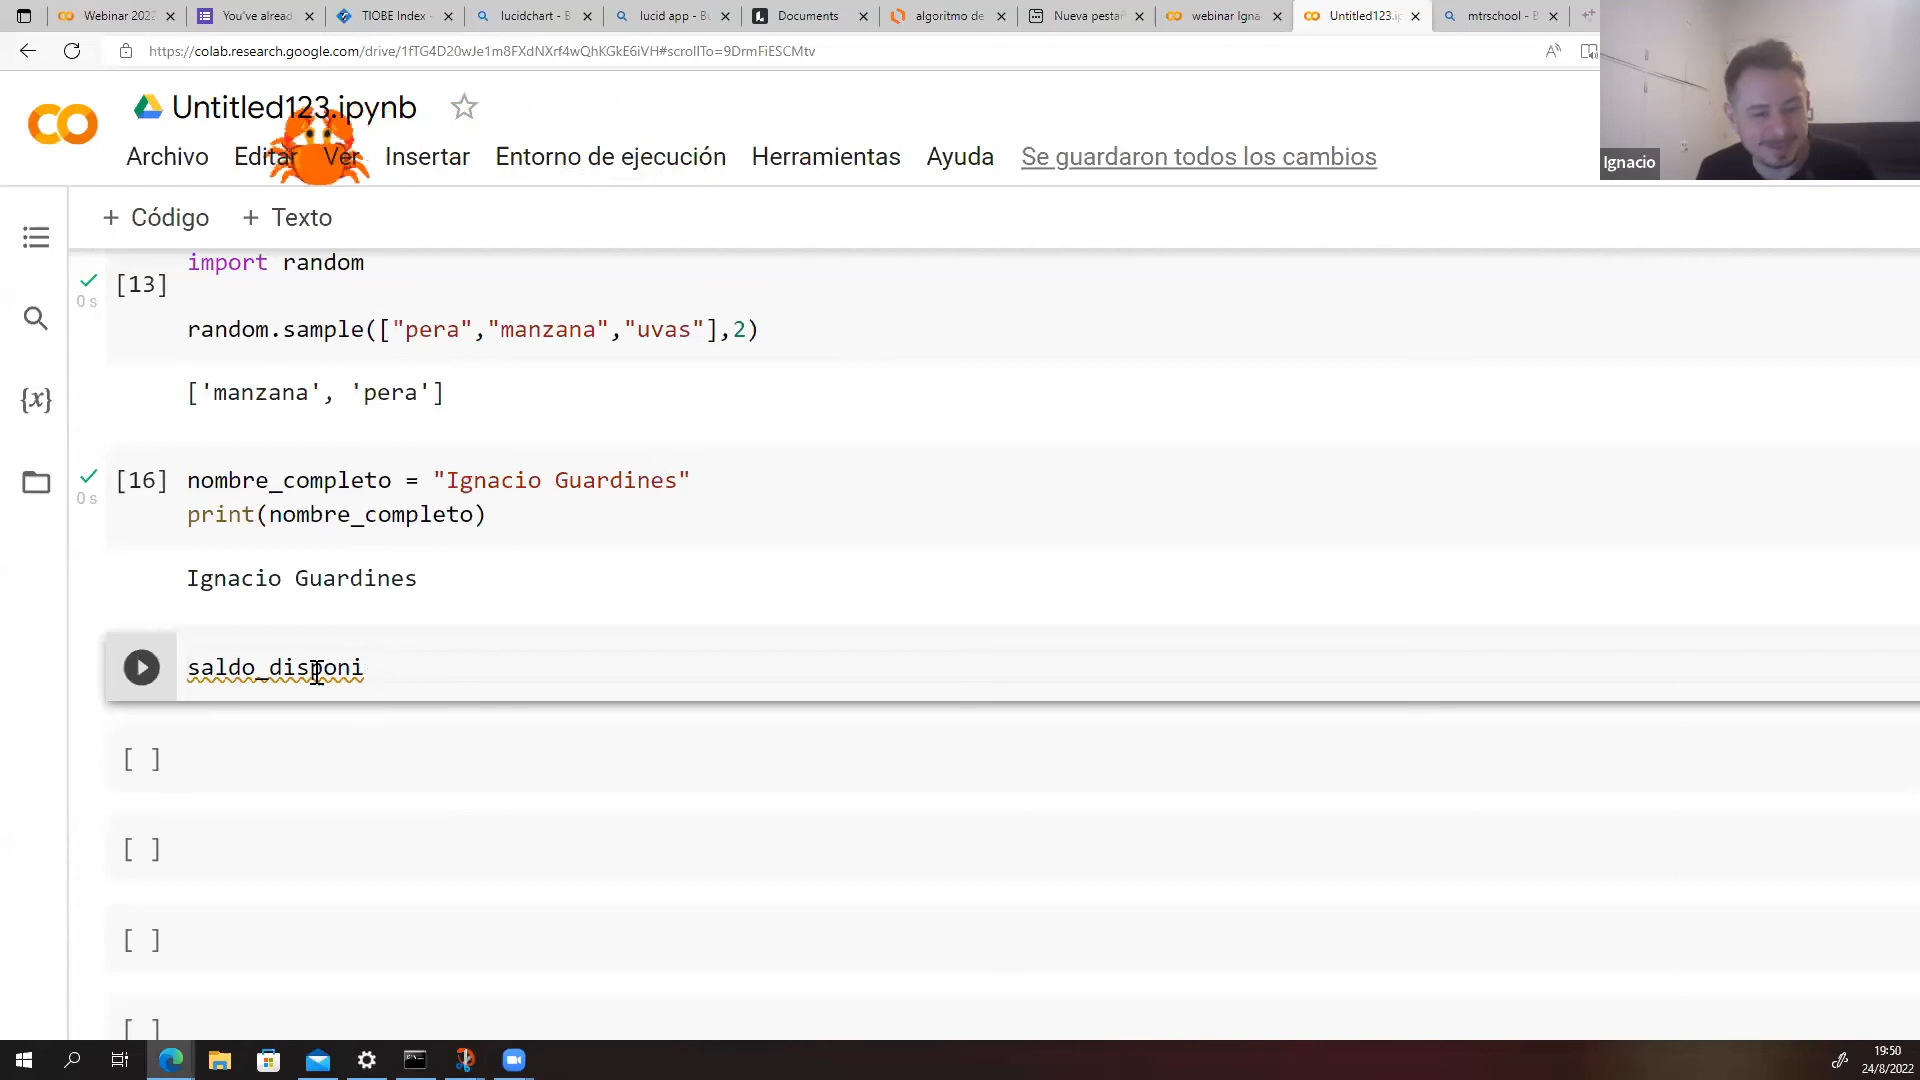 Webinar 2022
You've alread
TIOBE Index -
lucidchart - B
lucid app - Bu
Documents
algoritmo de
Nueva pestañ
webinar Igna
Untitled123.ip
mtrschool - B
https://colab.research.google.com/drive/1fTG4D20wJe1m8FXdNXrf4wQhKGkE6iVH#scrollTo=9DrmFiESCMtv
Ignacio
Untitled123.ipynb
Archivo Editar Ver Insertar Entorno de ejecución Herramientas Ayuda Se guardaron todos los cambios
+ Código + Texto
import random
[13]
0 s
random.sample(["pera","manzana","uvas"],2)
['manzana', 'pera']
[16] nombre_completo = "Ignacio Guardines"
0 s
print(nombre_completo)
Ignacio Guardines
saldo_disponi
[ ]
[ ]
[ ]
[ ]
{x}
19:50
24/8/2022